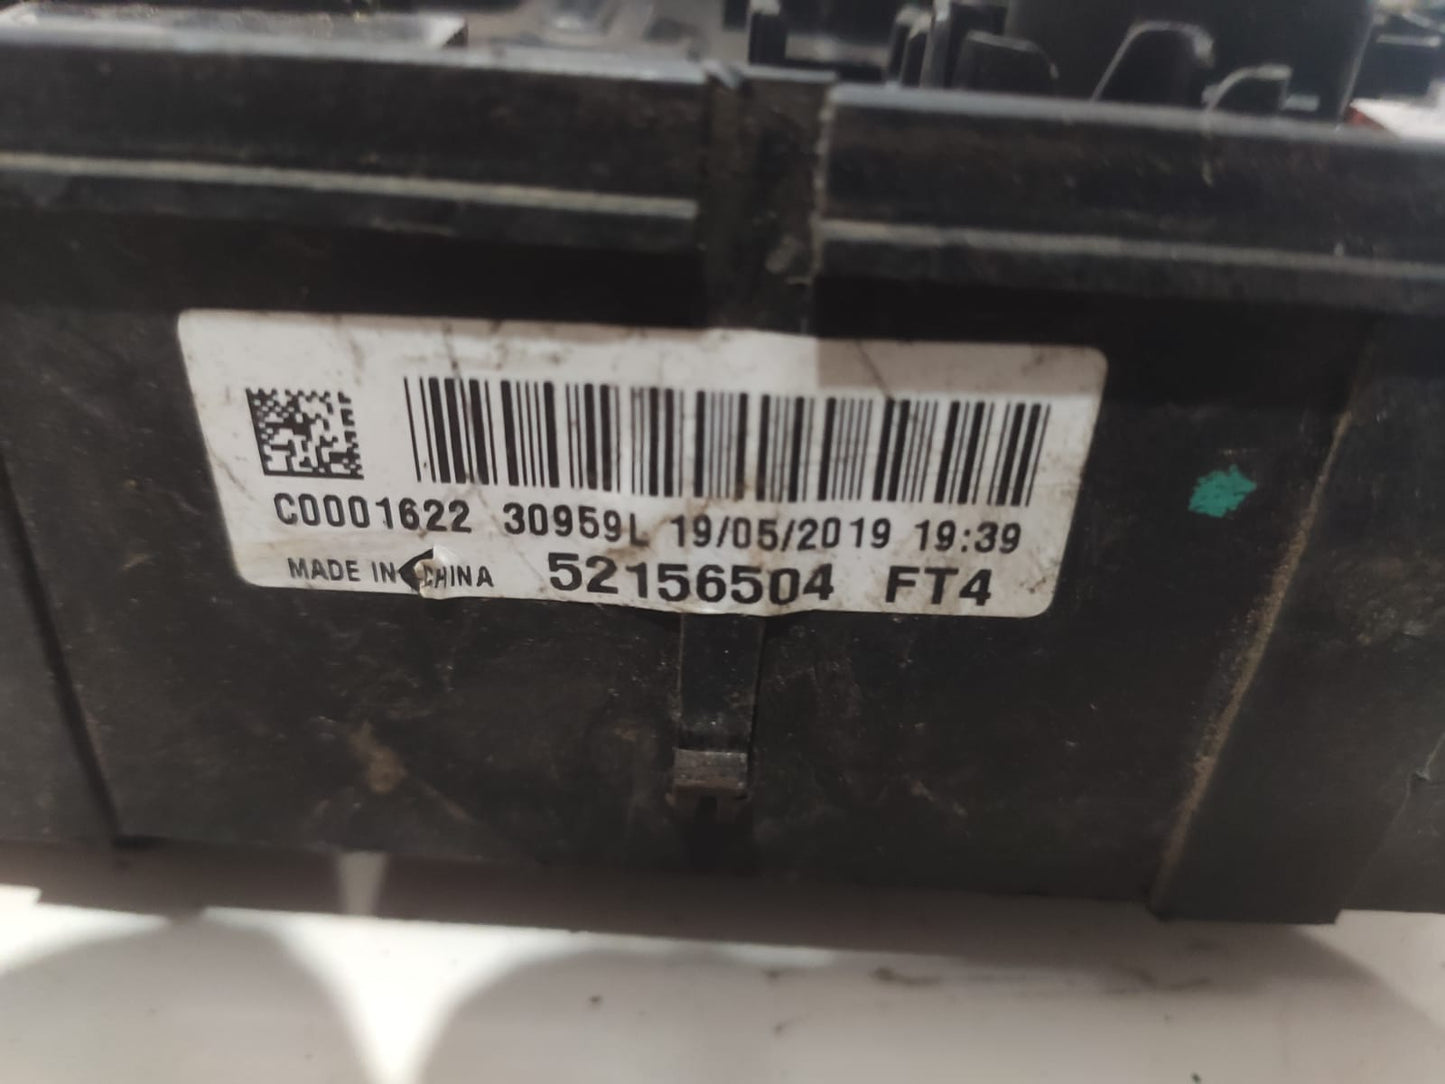 C0001622 30959L 19/05/2019 19:39
MADE IN CHINA 52156504 FT4